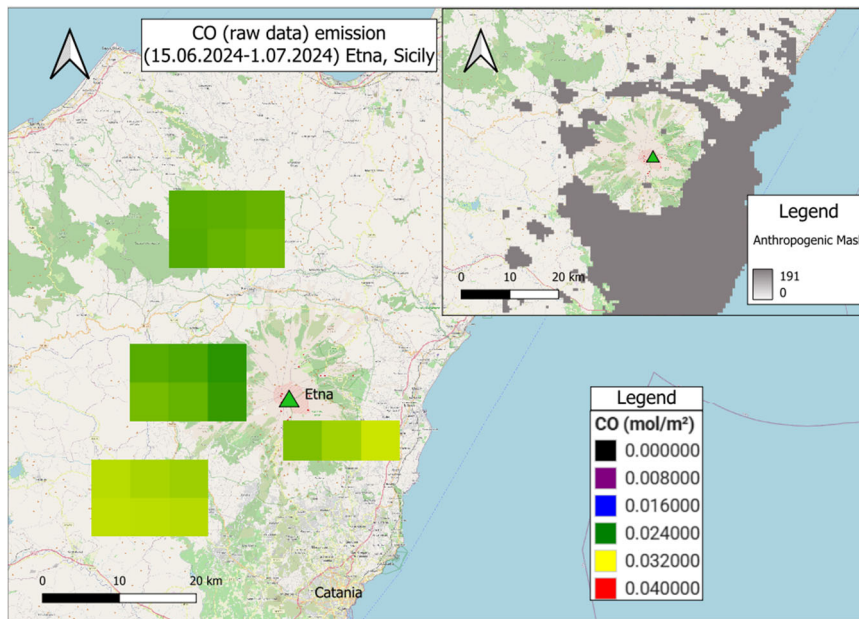 CO (raw data) emission
(15.06.2024-1.07.2024) Etna, Sicily
Legend
Anthropogenic Mask
191
0
0 10 20 km
Etna
Legend
CO (mol/m²)
0.000000
0.008000
0.016000
0.024000
0.032000
0.040000
0 10 20 km
Catania